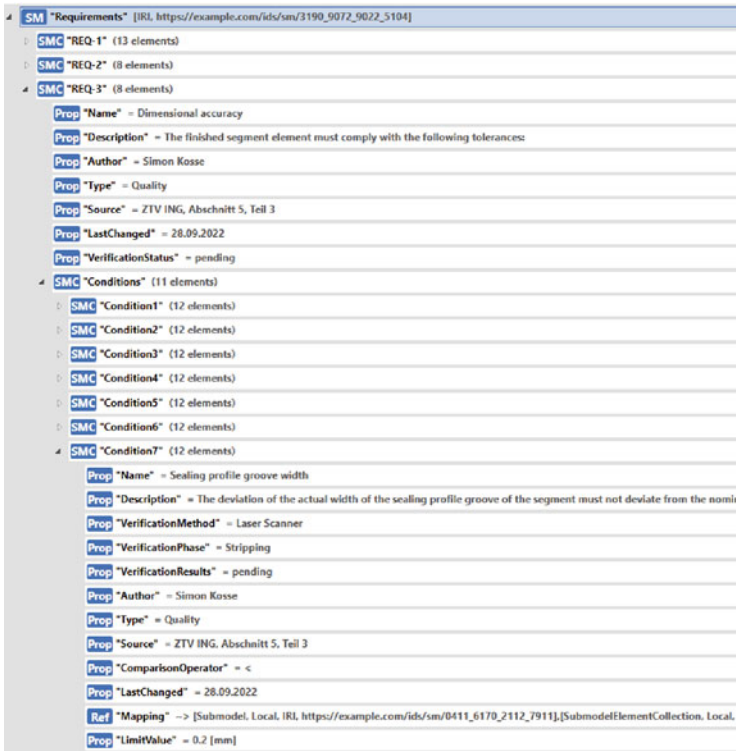 SM "Requirements" [IRI, https://example.com/ids/sm/3190_9072_9022_5104]
SMC "REQ-1" (13 elements)
SMC "REQ-2" (8 elements)
SMC "REQ-3" (8 elements)
Prop "Name" = Dimensional accuracy
Prop "Description" = The finished segment element must comply with the following tolerances:
Prop "Author" = Simon Kosse
Prop "Type" = Quality
Prop "Source" = ZTV ING, Abschnitt 5, Teil 3
Prop "LastChanged" = 28.09.2022
Prop "VerificationStatus" = pending
SMC "Conditions" (11 elements)
SMC "Condition1" (12 elements)
SMC "Condition2" (12 elements)
SMC "Condition3" (12 elements)
SMC "Condition4" (12 elements)
SMC "Condition5" (12 elements)
SMC "Condition6" (12 elements)
SMC "Condition7" (12 elements)
Prop "Name" = Sealing profile groove width
Prop "Description" = The deviation of the actual width of the sealing profile groove of the segment must not deviate from the nomi
Prop "VerificationMethod" = Laser Scanner
Prop "VerificationPhase" = Stripping
Prop "VerificationResults" = pending
Prop "Author" = Simon Kosse
Prop "Type" = Quality
Prop "Source" = ZTV ING, Abschnitt 5, Teil 3
Prop "ComparisonOperator" = <
Prop "LastChanged" = 28.09.2022
Ref "Mapping" -> [Submodel, Local, IRI, https://example.com/ids/sm/0411_6170_2112_7911],[SubmodelElementCollection, Local,
Prop "LimitValue" = 0.2 [mm]